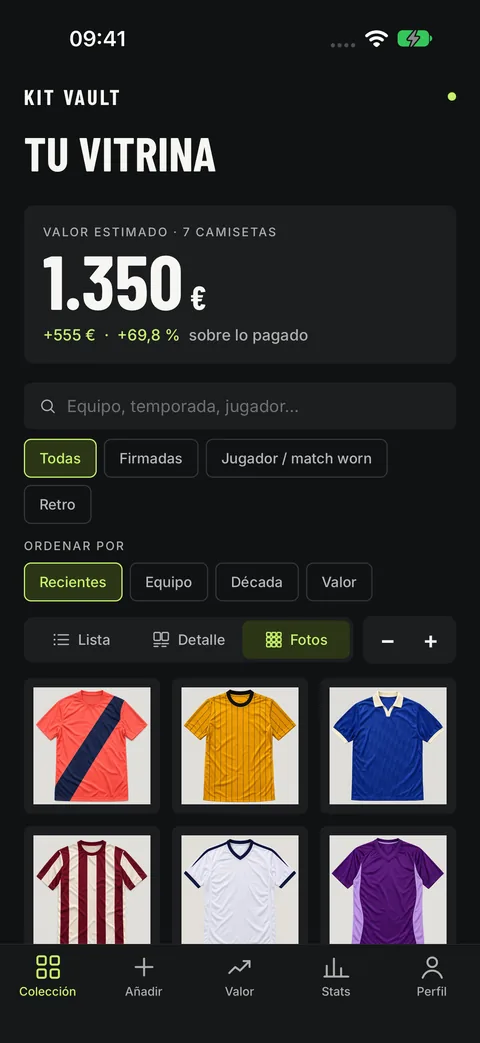 09:41
KIT VAULT
TU VITRINA
VALOR ESTIMADO · 7 CAMISETAS
1.350 €
+555 € · +69,8 % sobre lo pagado
Equipo, temporada, jugador...
Todas Firmadas Jugador / match worn
Retro
ORDENAR POR
Recientes Equipo Década Valor
Lista Detalle Fotos − +
Colección Añadir Valor Stats Perfil